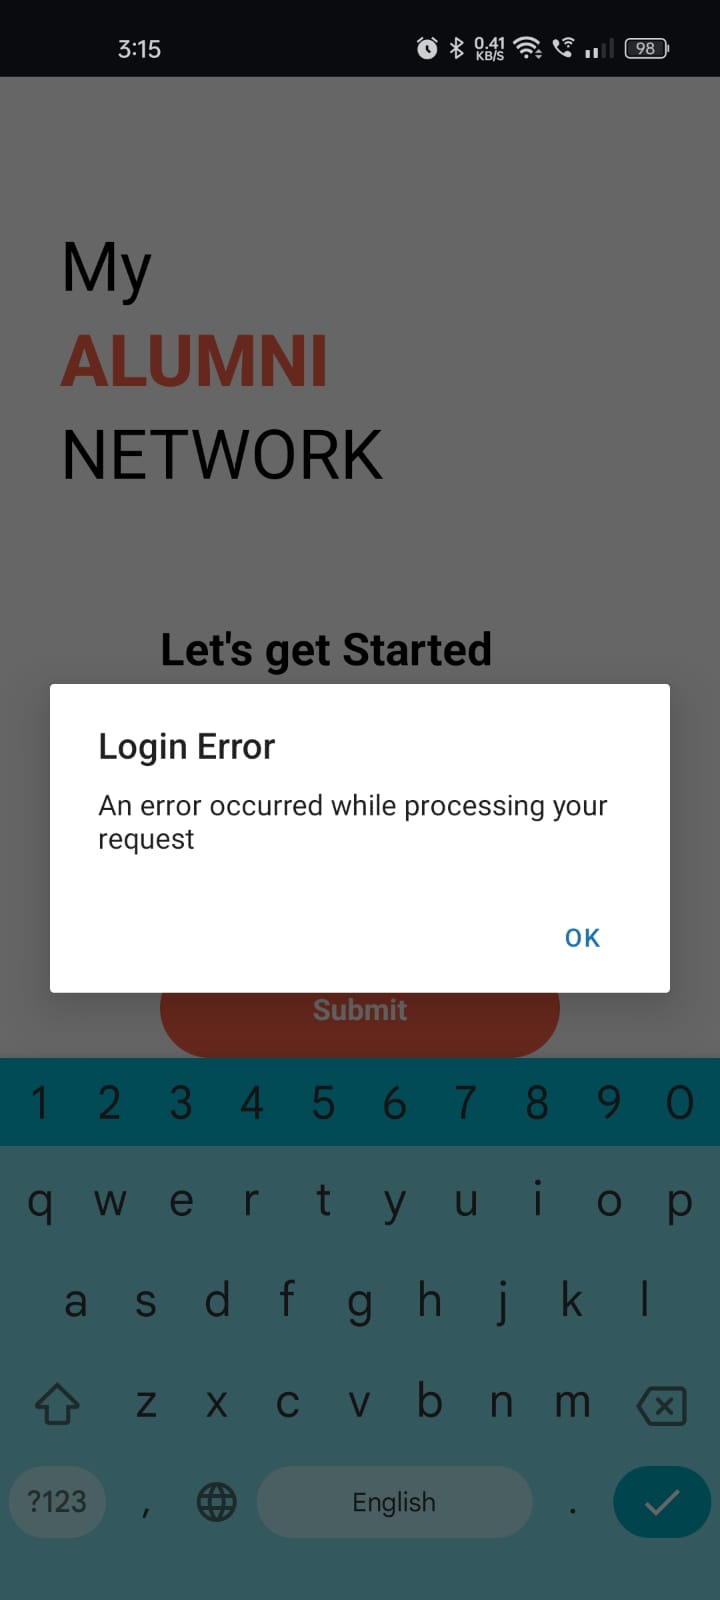 3:15
0.41
KB/S
98
My
ALUMNI
NETWORK
Let's get Started
Login Error
An error occurred while processing your
request
OK
Submit
1 2 3 4 5 6 7 8 9 0
q w e r t y u i o p
a s d f g h j k l
z x c v b n m
?123 , English .